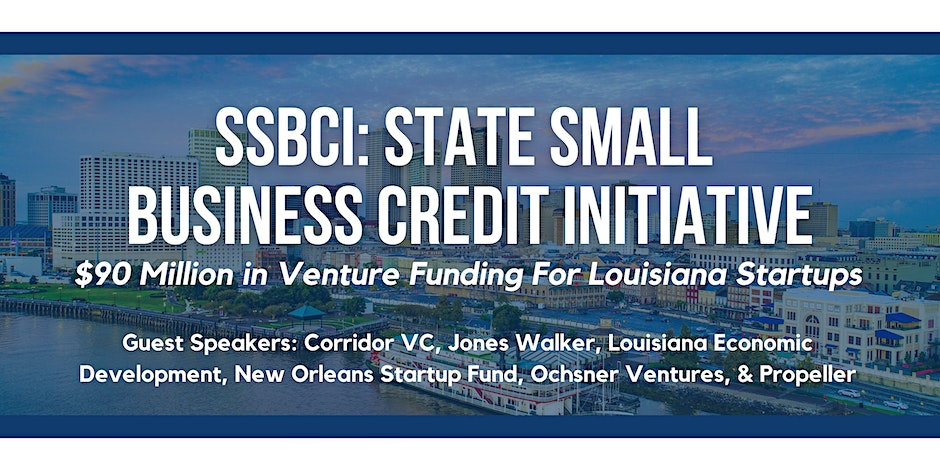 SSBCI: STATE SMALL
BUSINESS CREDIT INITIATIVE
$90 Million in Venture Funding For Louisiana Startups
Guest Speakers: Corridor VC, Jones Walker, Louisiana Economic
Development, New Orleans Startup Fund, Ochsner Ventures, & Propeller